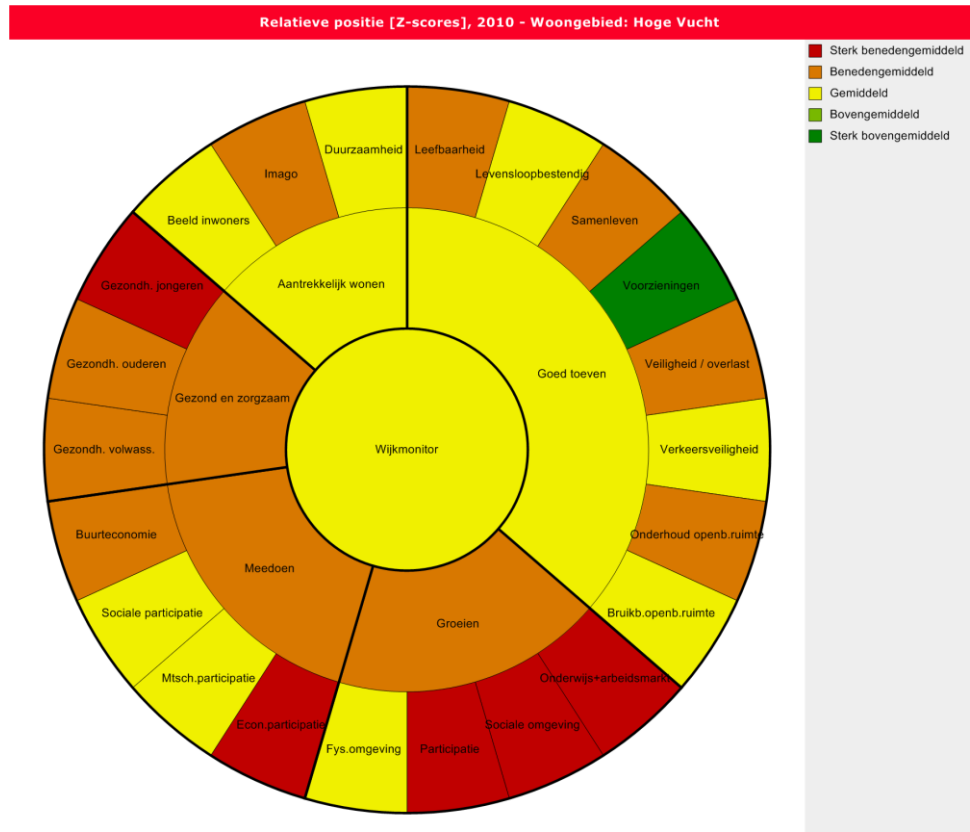 Relatieve positie [Z-scores], 2010 - Woongebied: Hoge Vucht
Sterk benedengemiddeld
Benedengemiddeld
Gemiddeld
Bovengemiddeld
Sterk bovengemiddeld
Duurzaamheid
Leefbaarheid
Imago
Levensloopbestendig
Beeld inwoners
Samenleven
Gezondh. jongeren
Aantrekkelijk wonen
Voorzieningen
Gezondh. ouderen
Veiligheid / overlast
Gezond en zorgzaam
Goed toeven
Gezondh. volwass.
Wijkmonitor
Verkeersveiligheid
Buurteconomie
Onderhoud openb.ruimte
Meedoen
Sociale participatie
Bruikb.openb.ruimte
Groeien
Mtsch.participatie
Onderwijs+arbeidsmarkt
Econ.participatie
Sociale omgeving
Fys.omgeving
Participatie